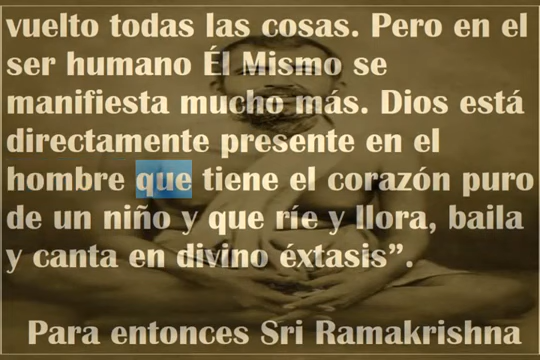 vuelto todas las cosas. Pero en el
ser humano Él Mismo se
manifiesta mucho más. Dios está
directamente presente en el
hombre que tiene el corazón puro
de un niño y que ríe y llora, baila
y canta en divino éxtasis”.
Para entonces Sri Ramakrishna